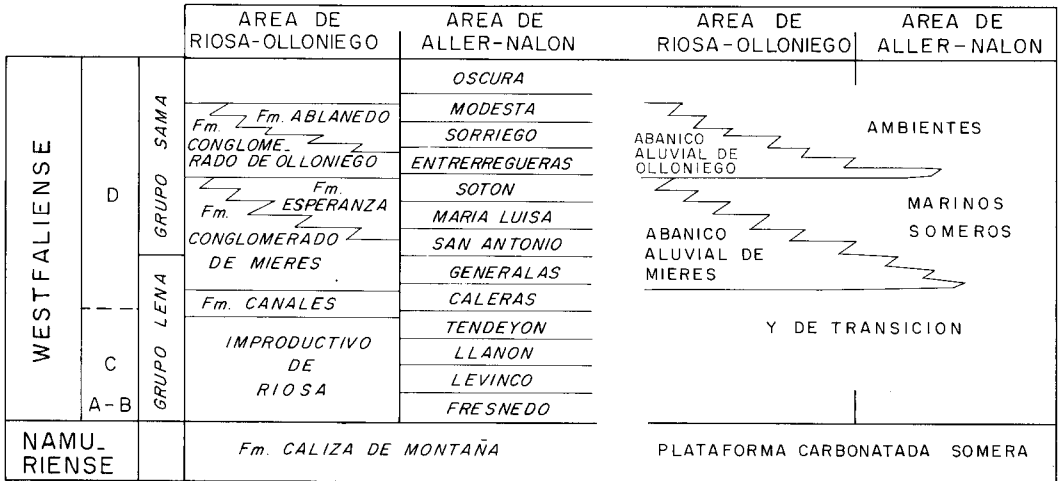 AREA DE
RIOSA-OLLONIEGO
AREA DE
ALLER-NALON
AREA DE
RIOSA-OLLONIEGO
AREA DE
ALLER-NALON
WESTFALIENSE
D
C
A-B
GRUPO SAMA
GRUPO LENA
Fm. ABLANEDO
Fm.
CONGLOME_
RADO DE OLLONIEGO
Fm.
ESPERANZA
Fm.
CONGLOMERADO
DE MIERES
Fm. CANALES
IMPRODUCTIVO
DE
RIOSA
OSCURA
MODESTA
SORRIEGO
ENTRERREGUERAS
SOTON
MARIA LUISA
SAN ANTONIO
GENERALAS
CALERAS
TENDEYON
LLANON
LEVINCO
FRESNEDO
ABANICO
ALUVIAL DE
OLLONIEGO
ABANICO
ALUVIAL DE
MIERES
AMBIENTES
MARINOS
SOMEROS
Y DE TRANSICION
NAMU_
RIENSE
Fm. CALIZA DE MONTAÑA
PLATAFORMA CARBONATADA SOMERA